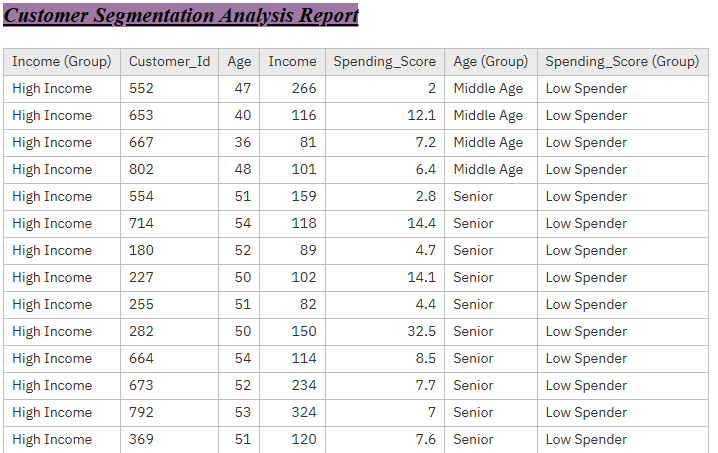 Customer Segmentation Analysis Report
Income (Group) Customer_Id Age Income Spending_Score Age (Group) Spending_Score (Group)
High Income 552 47 266 2 Middle Age Low Spender
High Income 653 40 116 12.1 Middle Age Low Spender
High Income 667 36 81 7.2 Middle Age Low Spender
High Income 802 48 101 6.4 Middle Age Low Spender
High Income 554 51 159 2.8 Senior Low Spender
High Income 714 54 118 14.4 Senior Low Spender
High Income 180 52 89 4.7 Senior Low Spender
High Income 227 50 102 14.1 Senior Low Spender
High Income 255 51 82 4.4 Senior Low Spender
High Income 282 50 150 32.5 Senior Low Spender
High Income 664 54 114 8.5 Senior Low Spender
High Income 673 52 234 7.7 Senior Low Spender
High Income 792 53 324 7 Senior Low Spender
High Income 369 51 120 7.6 Senior Low Spender